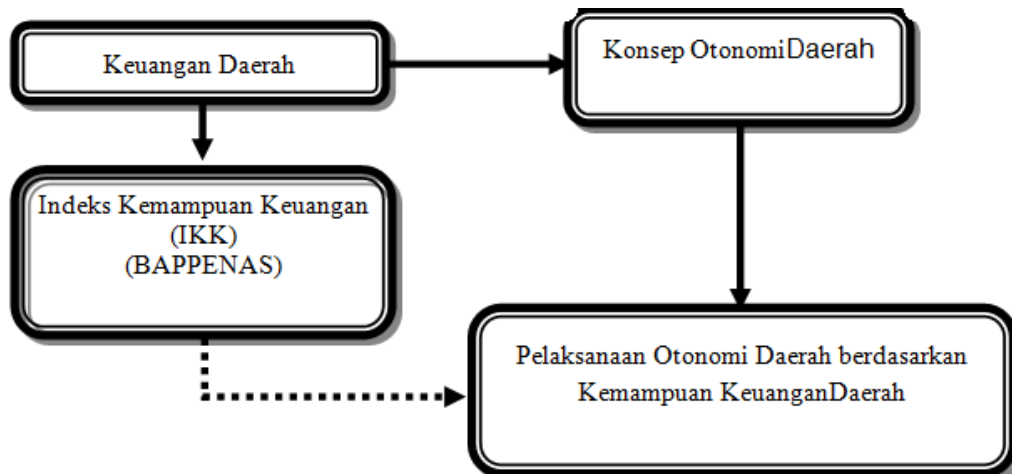 Keuangan Daerah
Konsep OtonomiDaerah
Indeks Kemampuan Keuangan
(IKK)
(BAPPENAS)
Pelaksanaan Otonomi Daerah berdasarkan
Kemampuan KeuanganDaerah